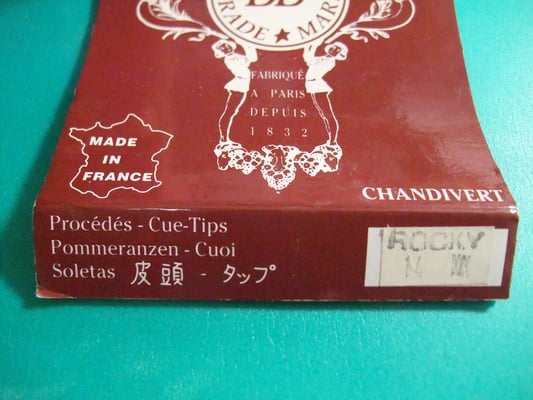 TRADE ★ MAR
FABRIQUÉ
A PARIS
DEPUIS
1832
MADE
IN
FRANCE
CHANDIVERT
Procédés - Cue-Tips
Pommeranzen - Cuoi
Soletas 皮頭 - タップ
ROCKY
N